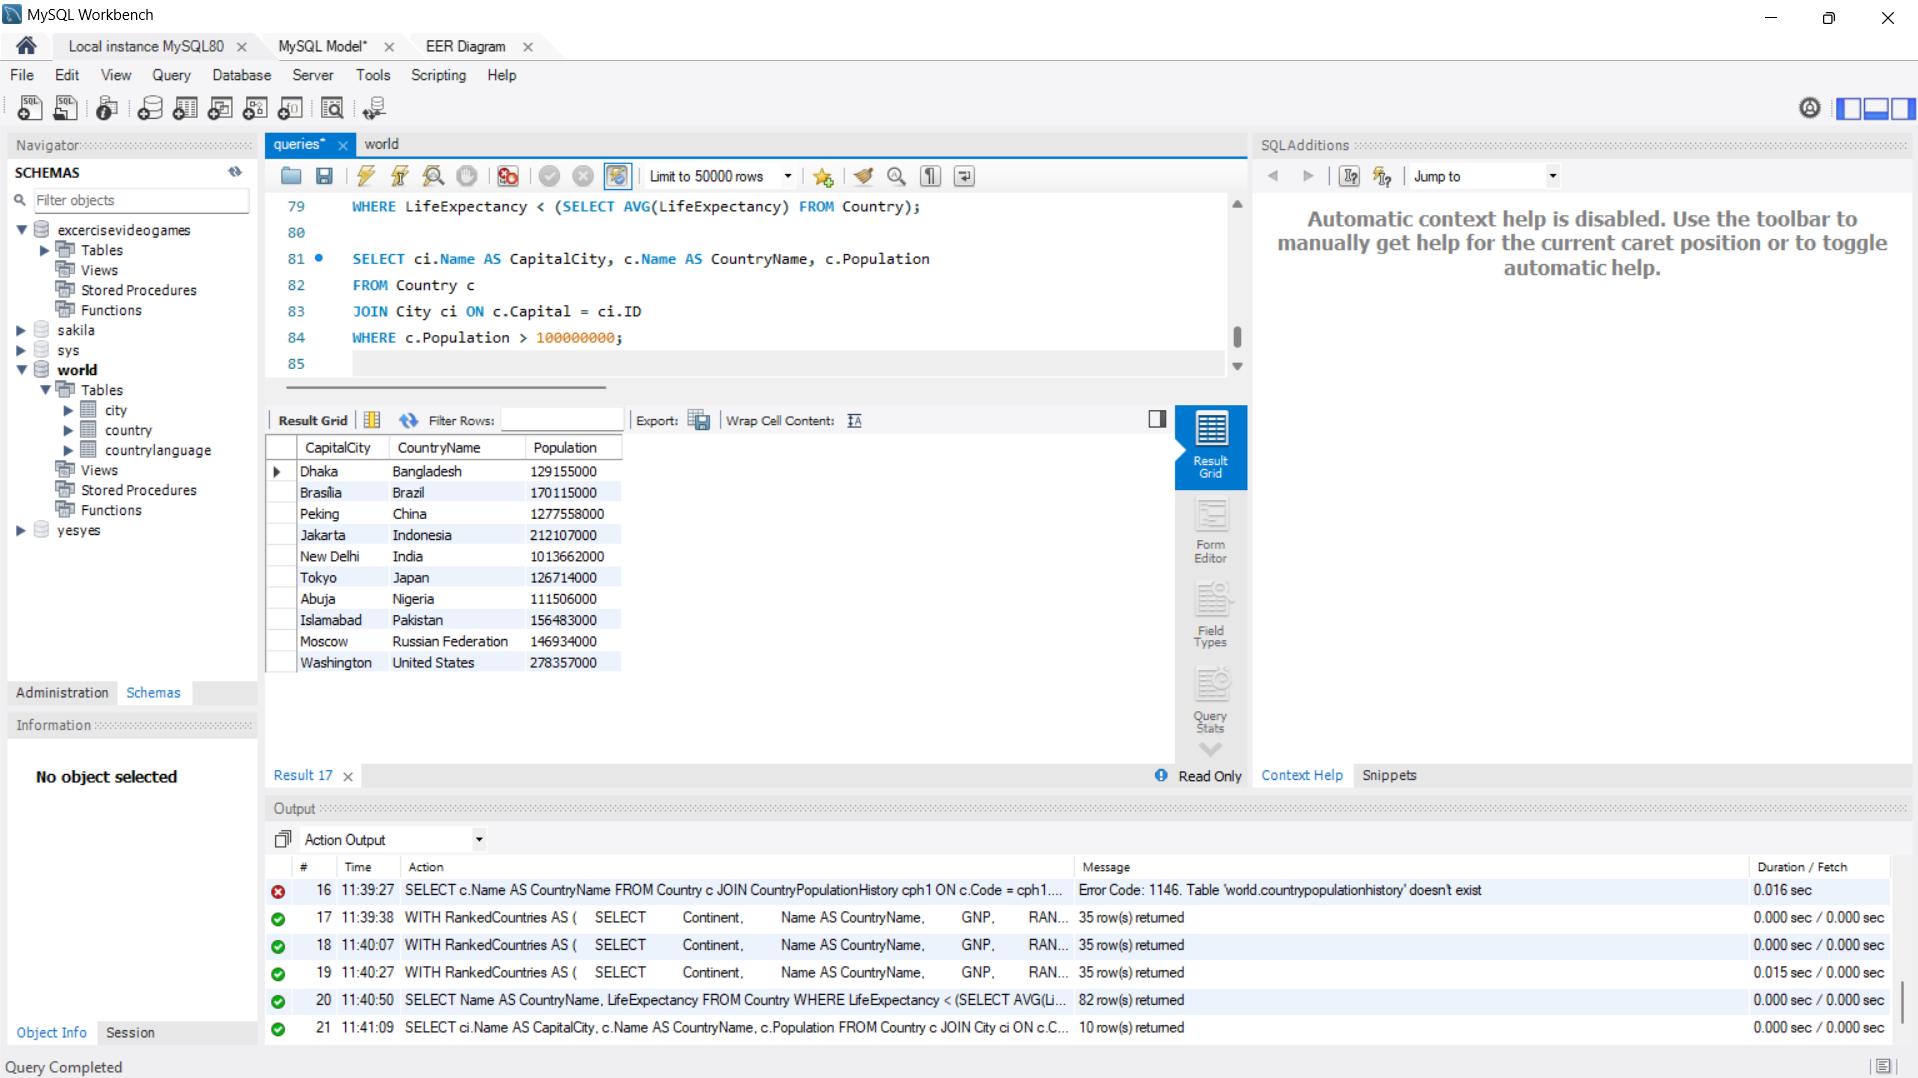 MySQL Workbench
Local instance MySQL80
MySQL Model*
EER Diagram
File Edit View Query Database Server Tools Scripting Help
Navigator
SCHEMAS
Filter objects
excercisevideogames
Tables
Views
Stored Procedures
Functions
sakila
sys
world
Tables
city
country
countrylanguage
Views
Stored Procedures
Functions
yesyes
Administration Schemas
Information
No object selected
Object Info Session
Query Completed
queries* world
Limit to 50000 rows
79 WHERE LifeExpectancy < (SELECT AVG(LifeExpectancy) FROM Country);
80
81 SELECT ci.Name AS CapitalCity, c.Name AS CountryName, c.Population
82 FROM Country c
83 JOIN City ci ON c.Capital = ci.ID
84 WHERE c.Population > 100000000;
85
Result Grid Filter Rows: Export: Wrap Cell Content:
CapitalCity CountryName Population
Dhaka Bangladesh 129155000
Brasília Brazil 170115000
Peking China 1277558000
Jakarta Indonesia 212107000
New Delhi India 1013662000
Tokyo Japan 126714000
Abuja Nigeria 111506000
Islamabad Pakistan 156483000
Moscow Russian Federation 146934000
Washington United States 278357000
Result Grid
Form Editor
Field Types
Query Stats
Result 17
Read Only
SQLAdditions
Jump to
Automatic context help is disabled. Use the toolbar to
manually get help for the current caret position or to toggle
automatic help.
Context Help Snippets
Output
Action Output
# Time Action Message Duration / Fetch
16 11:39:27 SELECT c.Name AS CountryName FROM Country c JOIN CountryPopulationHistory cph1 ON c.Code = cph1.... Error Code: 1146. Table 'world.countrypopulationhistory' doesn't exist 0.016 sec
17 11:39:38 WITH RankedCountries AS ( SELECT Continent, Name AS CountryName, GNP, RAN... 35 row(s) returned 0.000 sec / 0.000 sec
18 11:40:07 WITH RankedCountries AS ( SELECT Continent, Name AS CountryName, GNP, RAN... 35 row(s) returned 0.000 sec / 0.000 sec
19 11:40:27 WITH RankedCountries AS ( SELECT Continent, Name AS CountryName, GNP, RAN... 35 row(s) returned 0.015 sec / 0.000 sec
20 11:40:50 SELECT Name AS CountryName, LifeExpectancy FROM Country WHERE LifeExpectancy < (SELECT AVG(Li... 82 row(s) returned 0.000 sec / 0.000 sec
21 11:41:09 SELECT ci.Name AS CapitalCity, c.Name AS CountryName, c.Population FROM Country c JOIN City ci ON c.C... 10 row(s) returned 0.000 sec / 0.000 sec